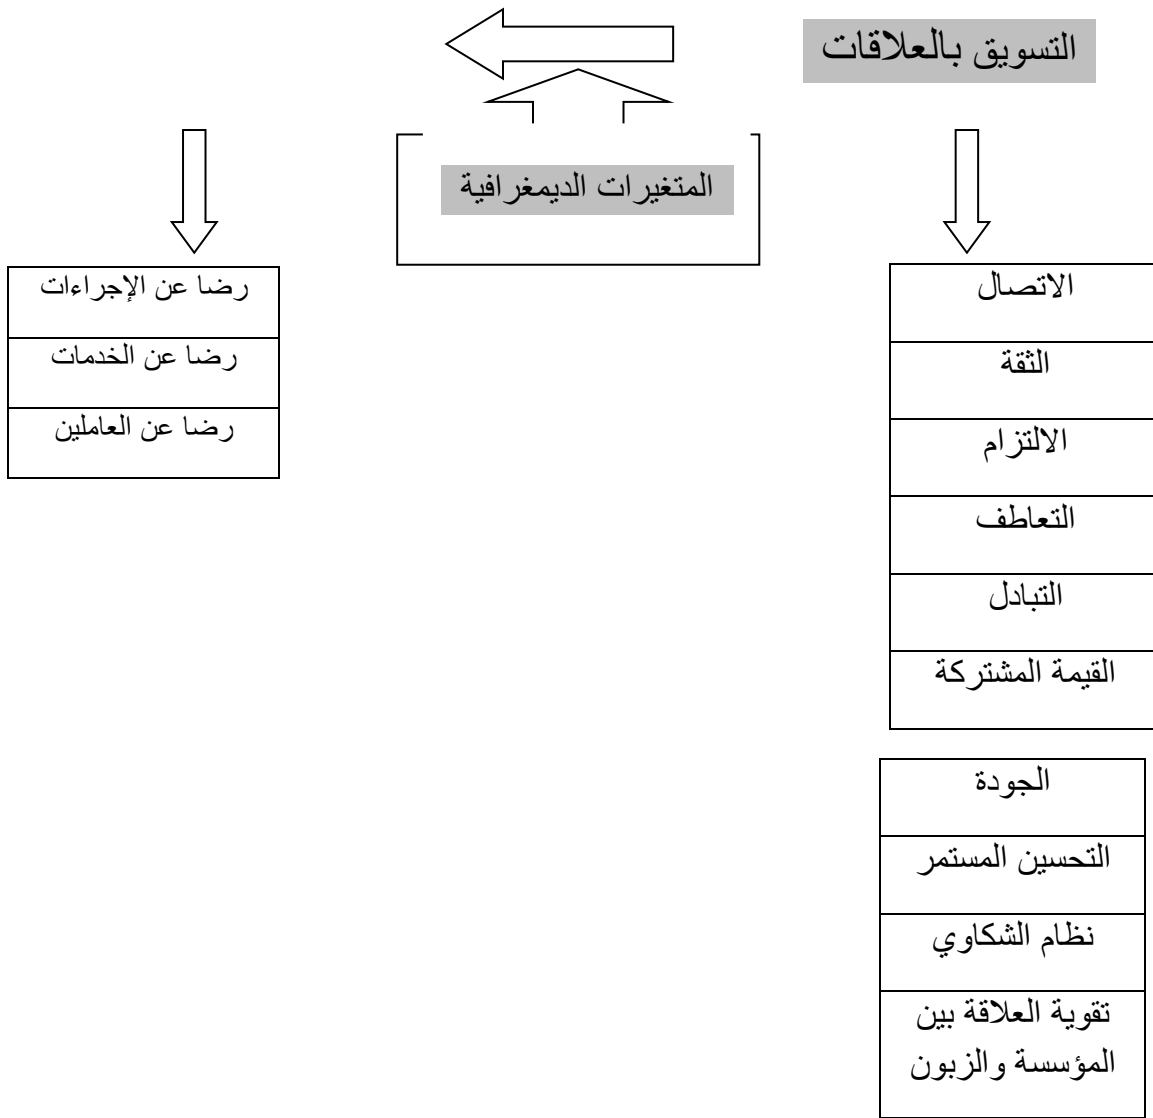 التسويق بالعلاقات
المتغيرات الديمغرافية
الاتصال
الثقة
الالتزام
التعاطف
التبادل
القيمة المشتركة
الجودة
التحسين المستمر
نظام الشكاوي
تقوية العلاقة بين
المؤسسة والزبون
رضا عن الإجراءات
رضا عن الخدمات
رضا عن العاملين